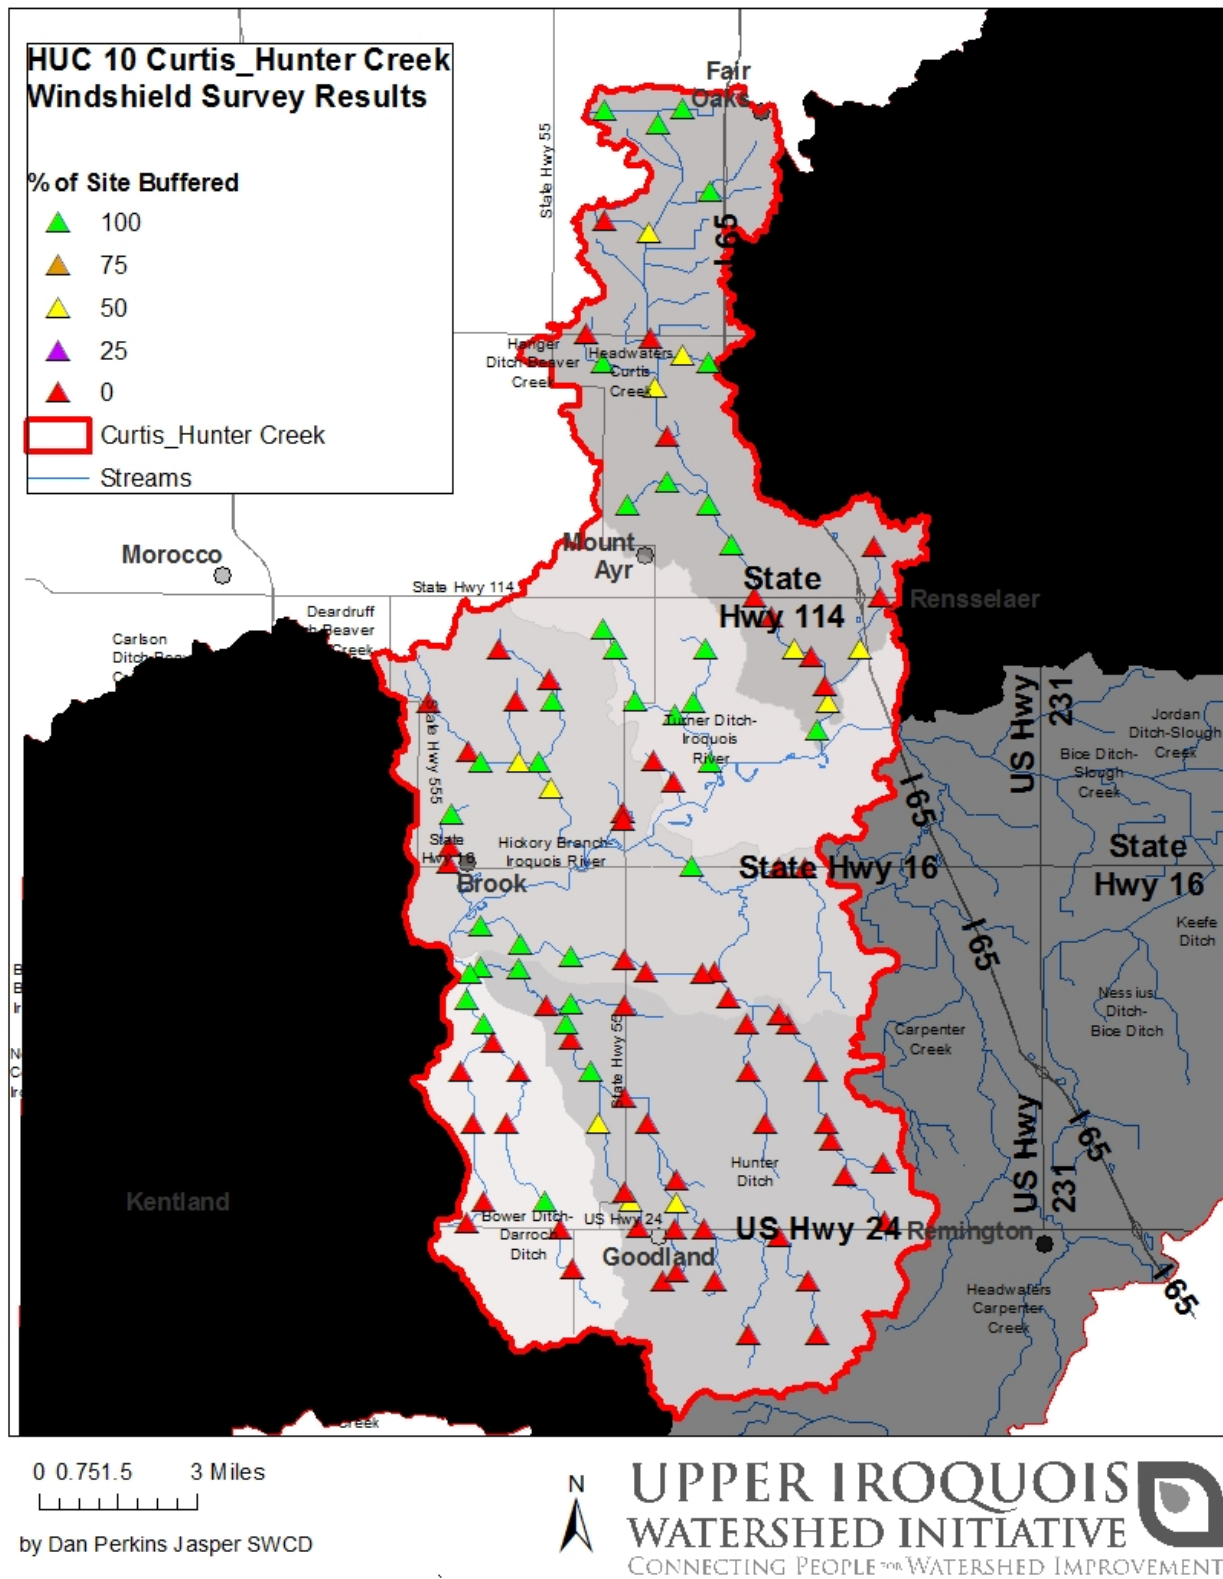 HUC 10 Curtis_Hunter Creek
Windshield Survey Results
% of Site Buffered
100
75
50
25
0
Curtis_Hunter Creek
Streams
Fair
Oaks
State Hwy 55
I 65
Hanger
Ditch Beaver
Creek
Headwaters
Curtis
Creek
Mount
Ayr
Morocco
State Hwy 114
State
Hwy 114
Rensselaer
Deardruff
Beaver
Creek
Carlson
State Hwy 555
Turner Ditch-
Iroquois
River
US Hwy
231
Jordan
Ditch-Slough
Creek
Bice Ditch-
Slough
Creek
I 65
State
Hwy 16
Brook
Hickory Branch-
Iroquois River
State Hwy 16
State
Hwy 16
Keefe
Ditch
I 65
Nessius
Ditch-
Bice Ditch
Carpenter
Creek
State Hwy 55
US Hwy
231
I 65
Hunter
Ditch
Kentland
Bower Ditch-
Darroch
Ditch
US Hwy 24
US Hwy 24
Remington
Goodland
I 65
Headwaters
Carpenter
Creek
Creek
0 0.751.5 3 Miles
by Dan Perkins Jasper SWCD
N
UPPER IROQUOIS
WATERSHED INITIATIVE
CONNECTING PEOPLE FOR WATERSHED IMPROVEMENT